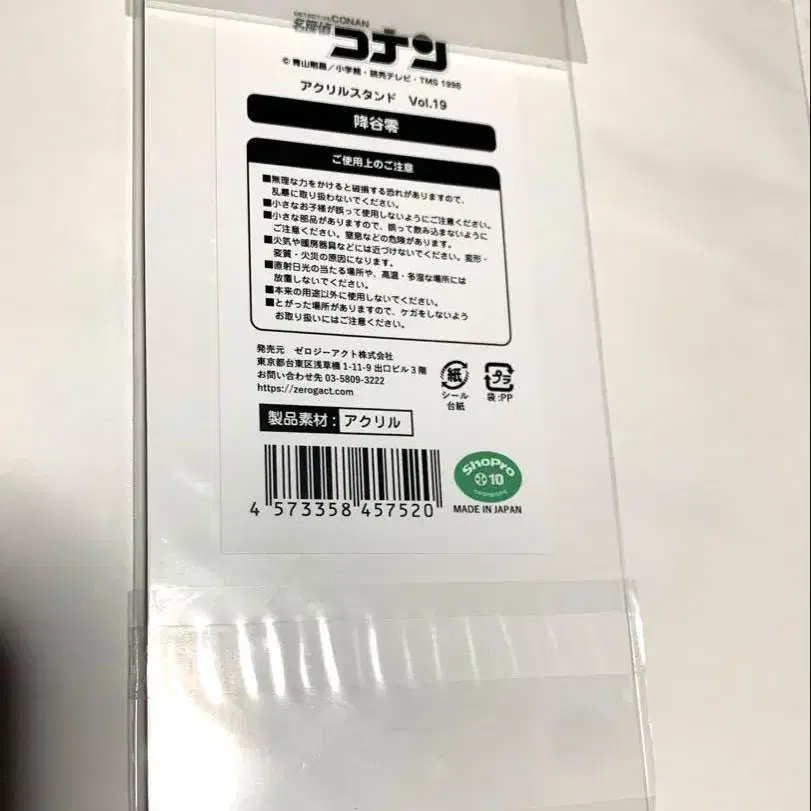 DETECTIVE CONAN
名探偵
コナン
© 青山剛昌／小学館・読売テレビ・TMS 1996
アクリルスタンド Vol.19
降谷零
ご使用上のご注意
■無理な力をかけると破損する恐れがありますので、
乱暴に取り扱わないでください。
■小さなお子様が誤って使用しないようにご注意ください。
■小さな部品がありますので、誤って飲み込まないように
ご注意ください。窒息などの危険があります。
■火気や暖房器具などには近づけないでください。変形・
変質・火災の原因になります。
■直射日光の当たる場所や、高温・多湿な場所には
放置しないでください。
■本来の用途以外に使用しないでください。
■とがった場所がありますので、ケガをしないよう
お取り扱いにはご注意ください。
発売元 ゼロジーアクト株式会社
東京都台東区浅草橋 1-11-9 出口ビル 3 階
お問い合わせ先 03-5809-3222
https://zerogact.com/
紙
シール
台紙
プラ
袋:PP
製品素材：アクリル
4 573358 457520
ShoPro
10
MADE IN JAPAN